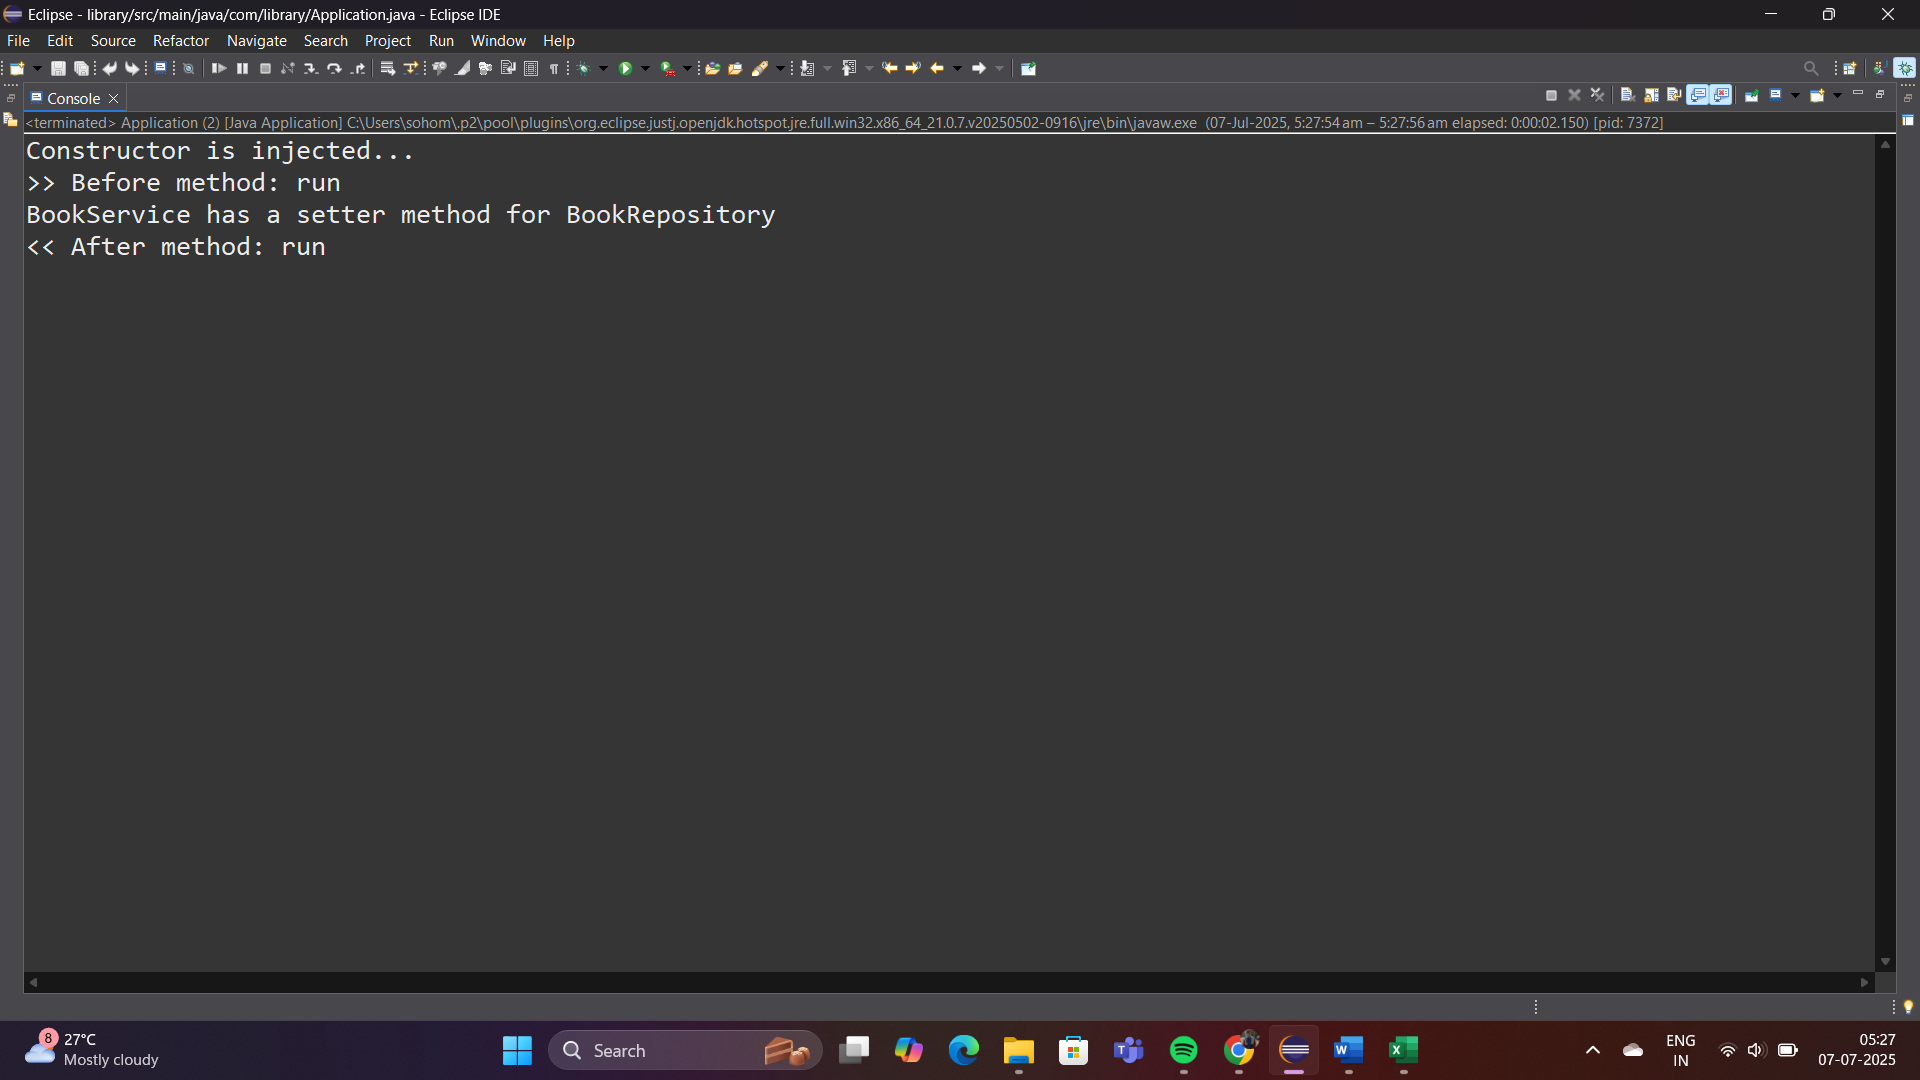 Eclipse - library/src/main/java/com/library/Application.java - Eclipse IDE
File Edit Source Refactor Navigate Search Project Run Window Help
Console
<terminated> Application (2) [Java Application] C:\Users\sohom\.p2\pool\plugins\org.eclipse.justj.openjdk.hotspot.jre.full.win32.x86_64_21.0.7.v20250502-0916\jre\bin\javaw.exe (07-Jul-2025, 5:27:54 am – 5:27:56 am elapsed: 0:00:02.150) [pid: 7372]
Constructor is injected...
>> Before method: run
BookService has a setter method for BookRepository
<< After method: run
8
27°C
Mostly cloudy
Search
ENG
IN
05:27
07-07-2025